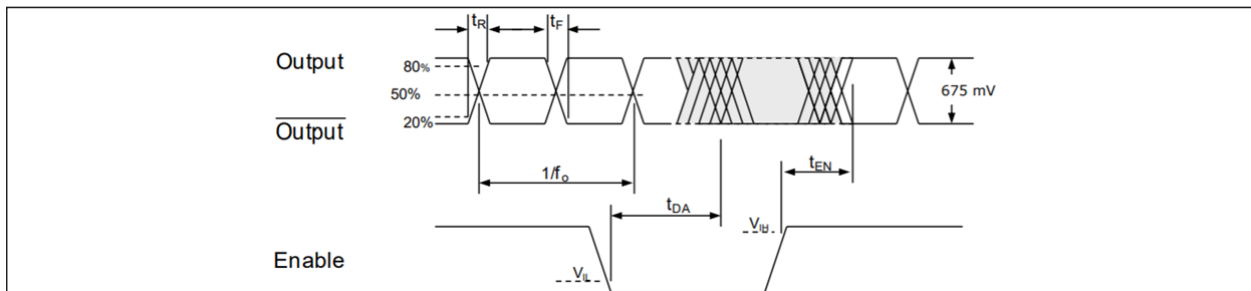 tR
tF
Output
80%
50%
675 mV
20%
Output
tEN
1/fo
tDA
VIH
Enable
VIL